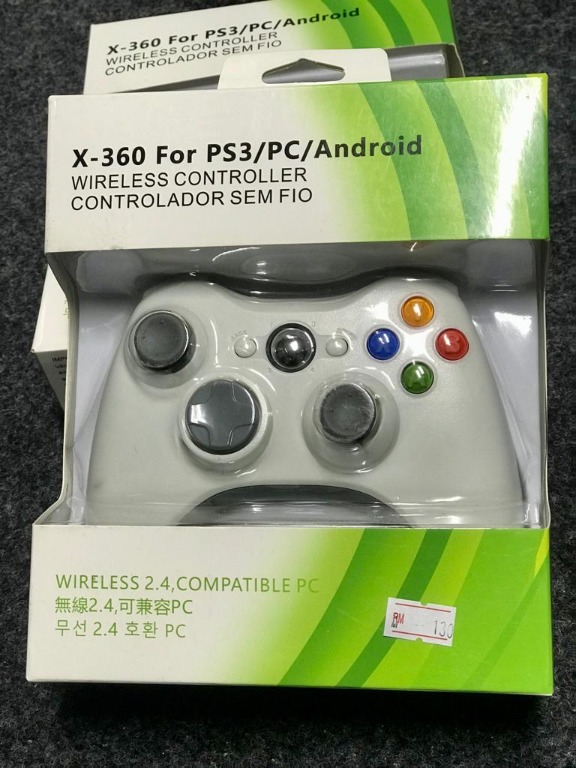 X-360 For PS3/PC/Android
WIRELESS CONTROLLER
CONTROLADOR SEM FIO
X-360 For PS3/PC/Android
WIRELESS CONTROLLER
CONTROLADOR SEM FIO
WIRELESS 2.4,COMPATIBLE PC
無線2.4,可兼容PC
무선 2.4 호환 PC
RM